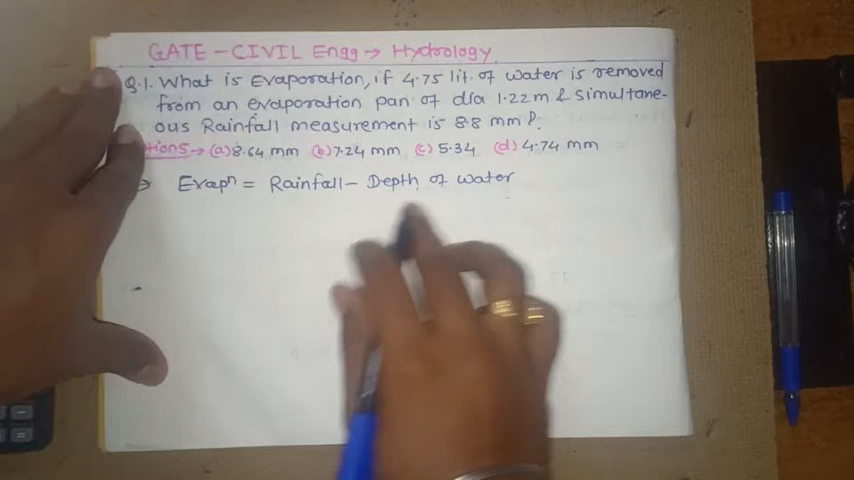 GATE - CIVIL Engg → Hydrology
Q.1. What is Evaporation, if 4.75 lit. of water is removed
from an evaporation pan of dia 1.22 m & Simultane-
ous Rainfall measurement is 8.8 mm?
(a) 8.64 mm (b) 7.24 mm (c) 5.34 (d) 4.74 mm
Evapⁿ = Rainfall - Depth of water